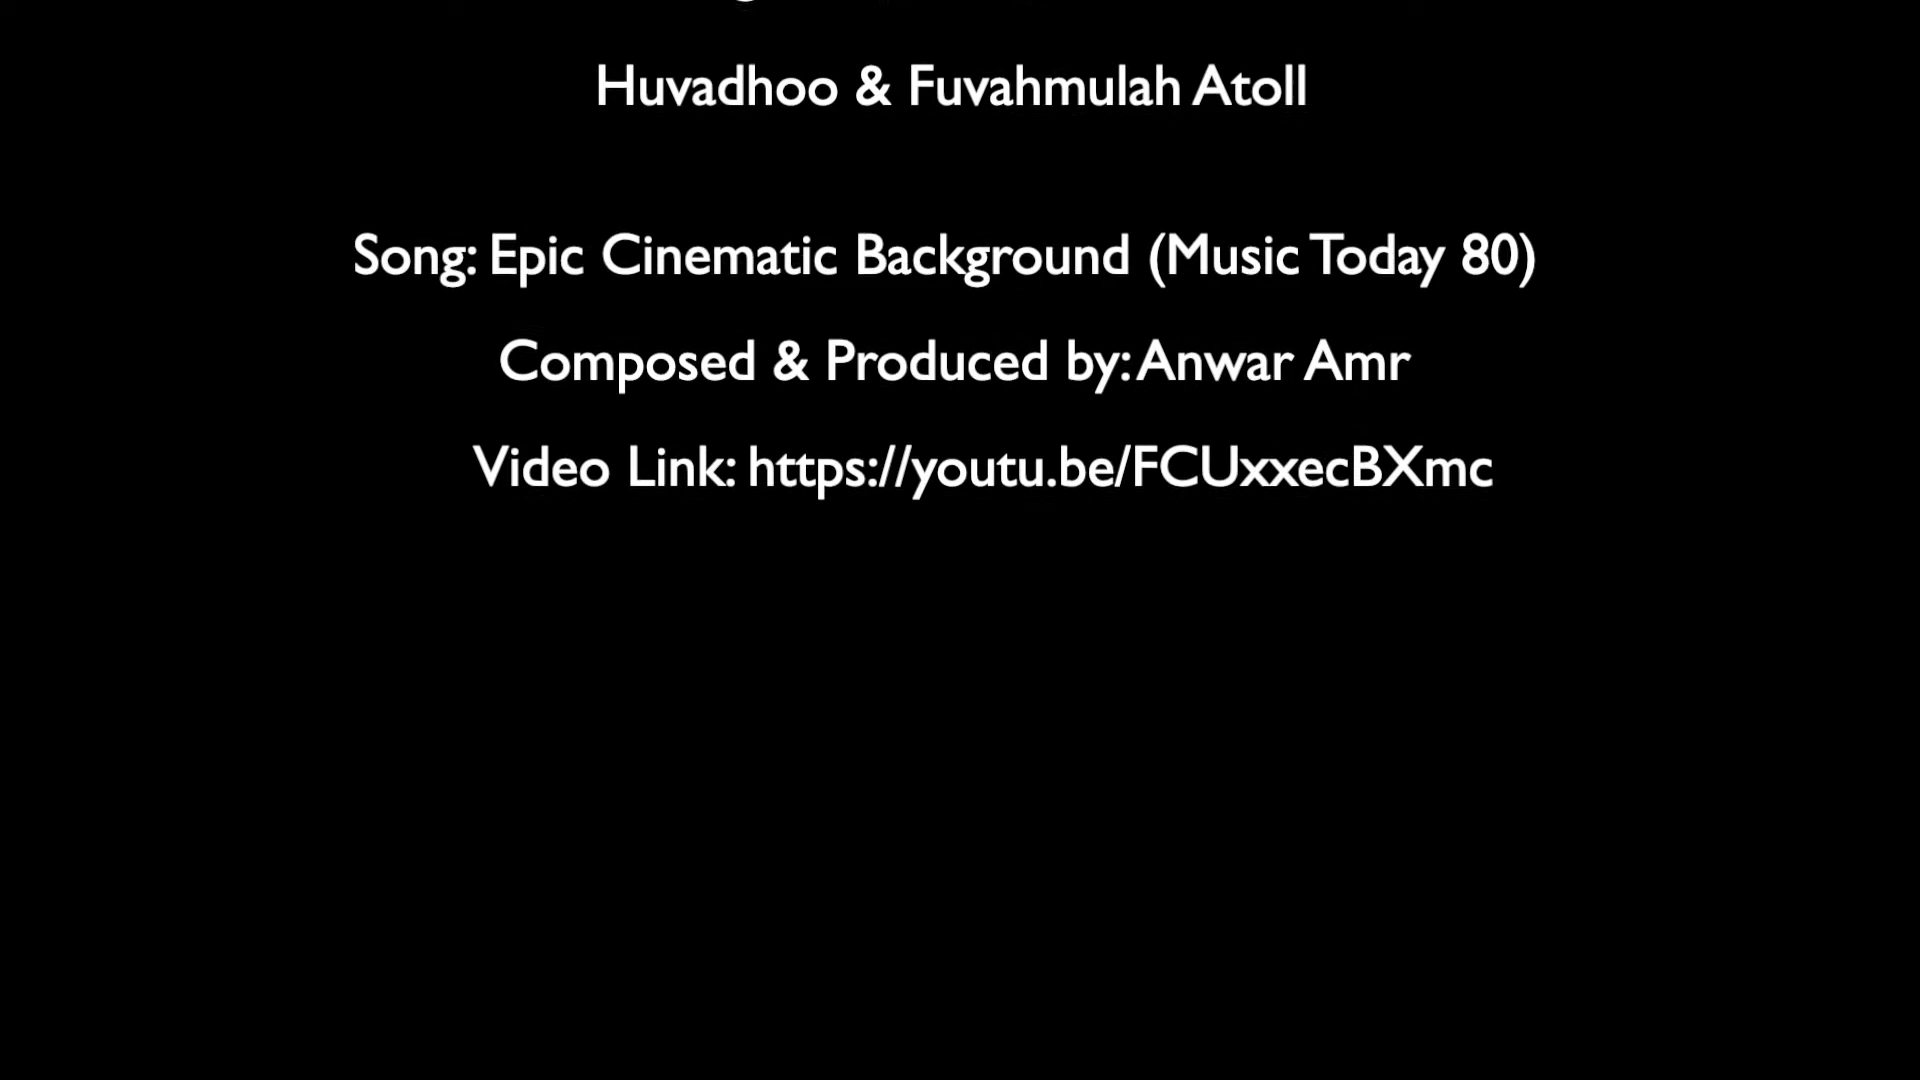 Huvadhoo & Fuvahmulah Atoll
Song: Epic Cinematic Background (Music Today 80)
Composed & Produced by: Anwar Amr
Video Link: https://youtu.be/FCUxxecBXmc